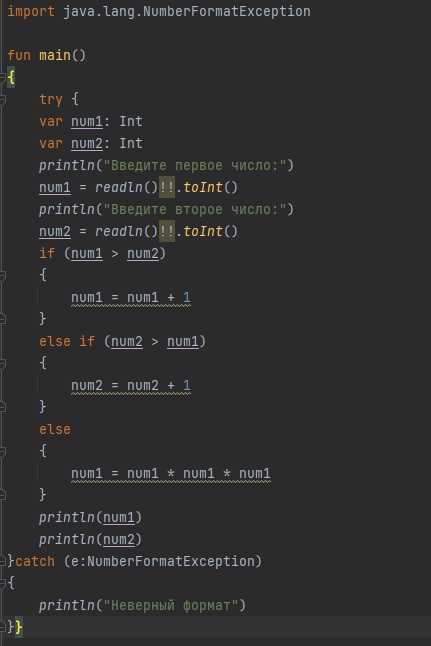 import java.lang.NumberFormatException
fun main()
{
try {
var num1: Int
var num2: Int
println("Введите первое число:")
num1 = readln()!!.toInt()
println("Введите второе число:")
num2 = readln()!!.toInt()
if (num1 > num2)
{
num1 = num1 + 1
}
else if (num2 > num1)
{
num2 = num2 + 1
}
else
{
num1 = num1 * num1 * num1
}
println(num1)
println(num2)
}catch (e:NumberFormatException)
{
println("Неверный формат")
}}